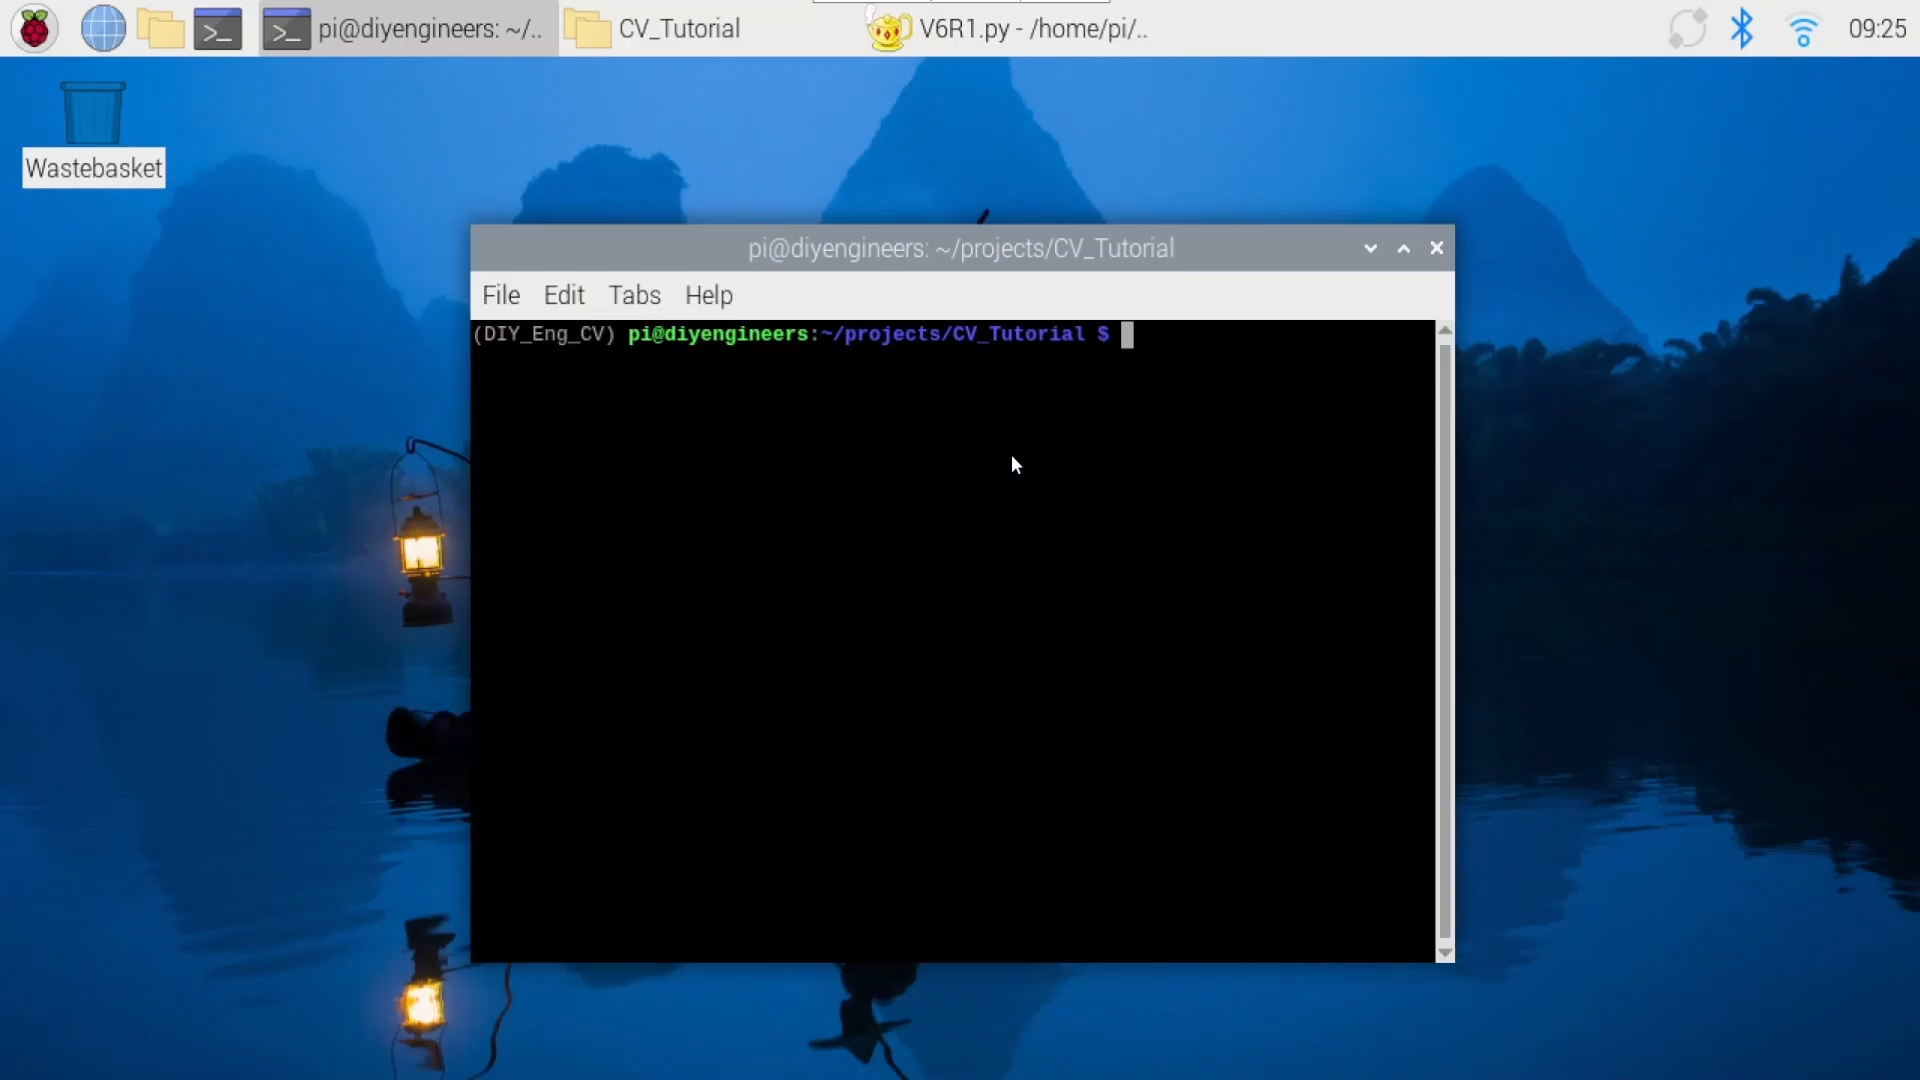 pi@diyengineers: ~/..
CV_Tutorial
V6R1.py - /home/pi/..
09:25
Wastebasket
pi@diyengineers: ~/projects/CV_Tutorial
File Edit Tabs Help
(DIY_Eng_CV) pi@diyengineers:~/projects/CV_Tutorial $